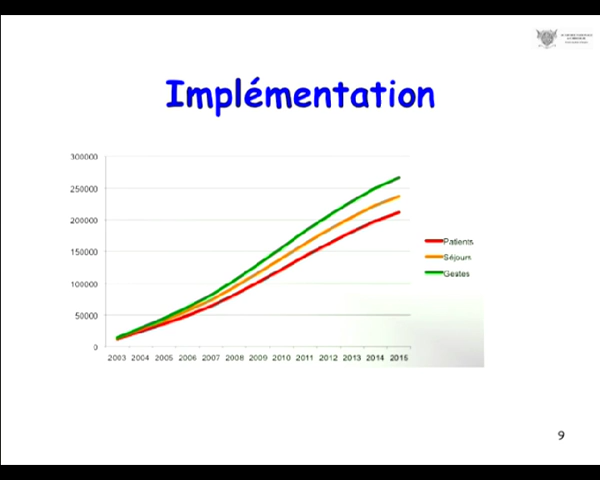 Implémentation
300000
250000
200000
150000
100000
50000
0
2003 2004 2005 2006 2007 2008 2009 2010 2011 2012 2013 2014 2015
Patients
Séjours
Gestes
9